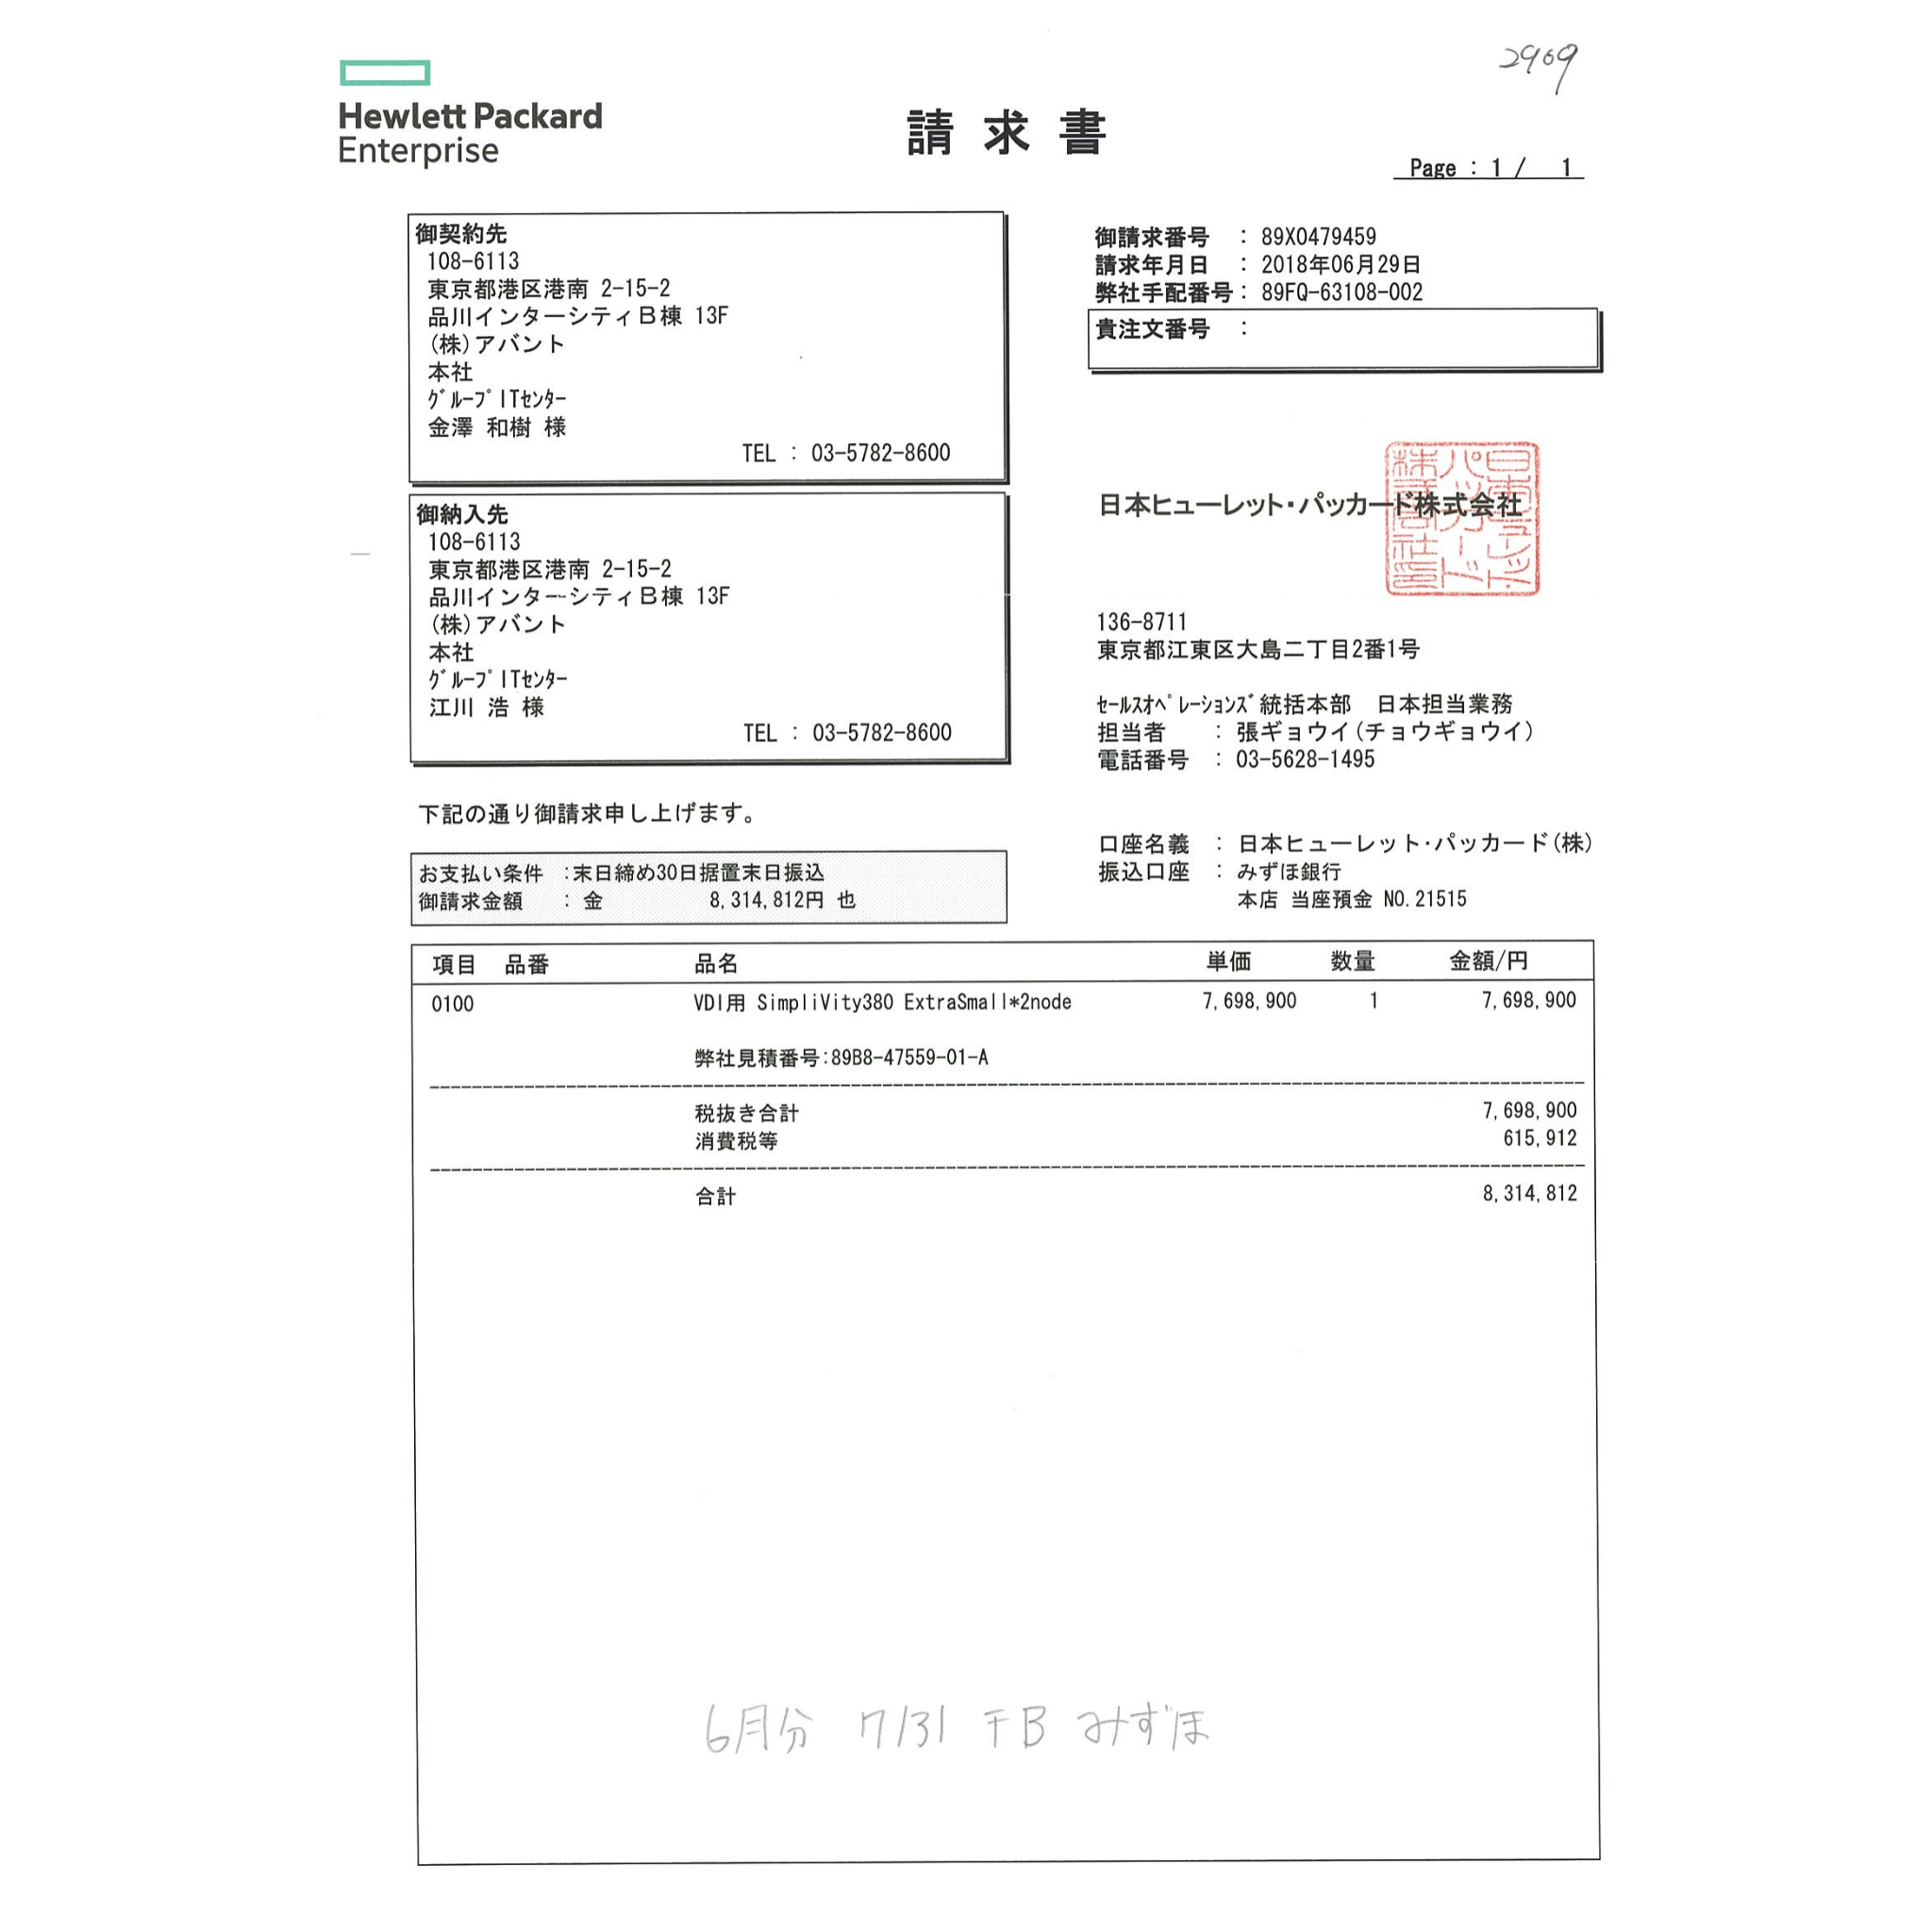 2909
Hewlett Packard
Enterprise
請求書
Page : 1 / 1
御契約先
108-6113
東京都港区港南 2-15-2
品川インターシティB棟 13F
(株)アバント
本社
グループITセンター
金澤 和樹 様
TEL : 03-5782-8600
御請求番号 : 89X0479459
請求年月日 : 2018年06月29日
弊社手配番号 : 89FQ-63108-002
貴注文番号 :
御納入先
108-6113
東京都港区港南 2-15-2
品川インターシティB棟 13F
(株)アバント
本社
グループITセンター
江川 浩 様
TEL : 03-5782-8600
日本ヒューレット・パッカード株式会社
136-8711
東京都江東区大島二丁目2番1号
セールスオペレーションズ統括本部 日本担当業務
担当者 : 張ギョウイ(チョウギョウイ)
電話番号 : 03-5628-1495
下記の通り御請求申し上げます。
お支払い条件 :末日締め30日据置末日振込
御請求金額 : 金 8,314,812円 也
口座名義 : 日本ヒューレット・パッカード(株)
振込口座 : みずほ銀行
本店 当座預金 NO.21515
項目 品番 品名 単価 数量 金額/円
0100 VDI用 SimpliVity380 ExtraSmall*2node 7,698,900 1 7,698,900
弊社見積番号:89B8-47559-01-A
税抜き合計 7,698,900
消費税等 615,912
合計 8,314,812
6月分 7/31 FB みずほ